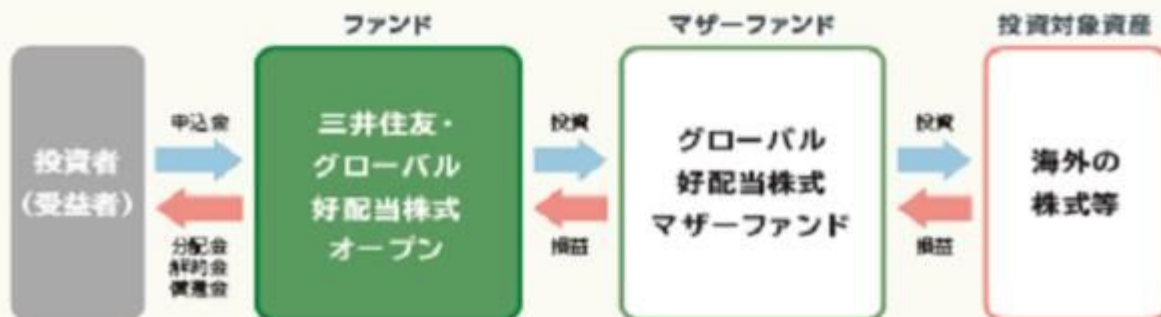 ファンド
マザーファンド
投資対象資産
投資者
(受益者)
申込金
分配金
解約金
償還金
三井住友・
グローバル
好配当株式
オープン
投資
損益
グローバル
好配当株式
マザーファンド
投資
損益
海外の
株式等